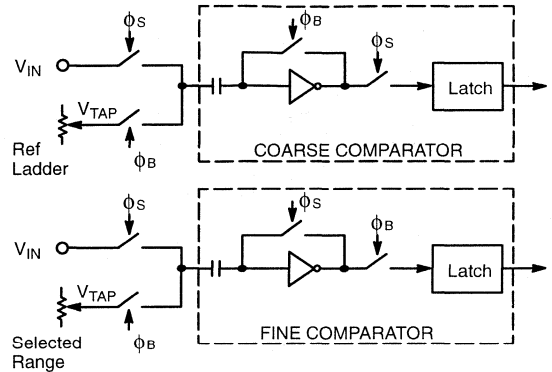 ϕS
ϕB
ϕS
VIN
VTAP
Latch
Ref
Ladder
ϕB
COARSE COMPARATOR
ϕS
ϕS
ϕB
VIN
VTAP
Latch
Selected
Range
ϕB
FINE COMPARATOR